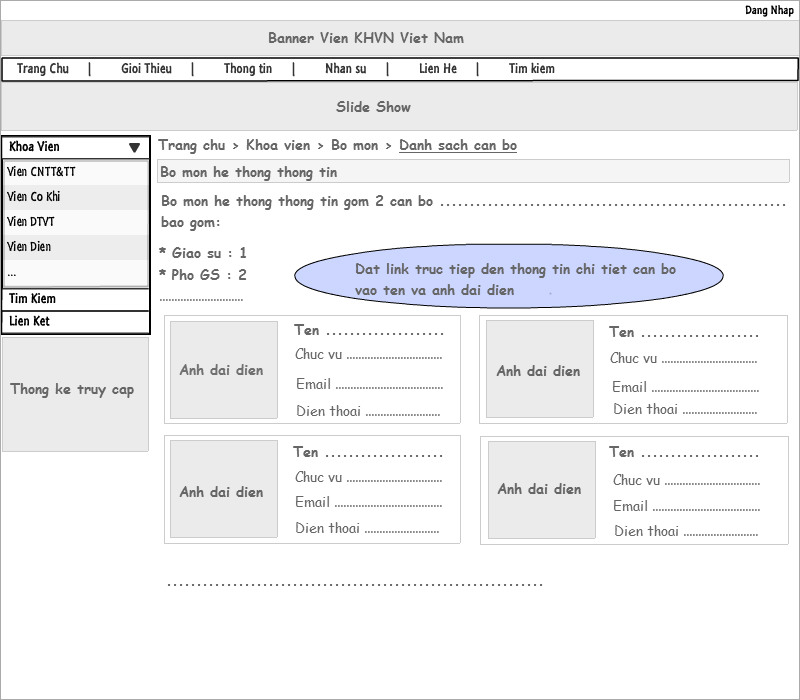 Dang Nhap
Banner Vien KHVN Viet Nam
Trang Chu | Gioi Thieu | Thong tin | Nhan su | Lien He | Tim kiem
Slide Show
Khoa Vien
Vien CNTT&TT
Vien Co Khi
Vien DTVT
Vien Dien
...
Tim Kiem
Lien Ket
Thong ke truy cap
Trang chu > Khoa vien > Bo mon > Danh sach can bo
Bo mon he thong thong tin
Bo mon he thong thong tin gom 2 can bo ................................................
bao gom:
* Giao su : 1
* Pho GS : 2
............................
Dat link truc tiep den thong tin chi tiet can bo
vao ten va anh dai dien
Anh dai dien
Ten .................
Chuc vu ............................
Email ................................
Dien thoai ......................
Anh dai dien
Ten .................
Chuc vu ............................
Email ................................
Dien thoai ......................
Anh dai dien
Ten .................
Chuc vu ............................
Email ................................
Dien thoai ......................
Anh dai dien
Ten .................
Chuc vu ............................
Email ................................
Dien thoai ......................
......................................................